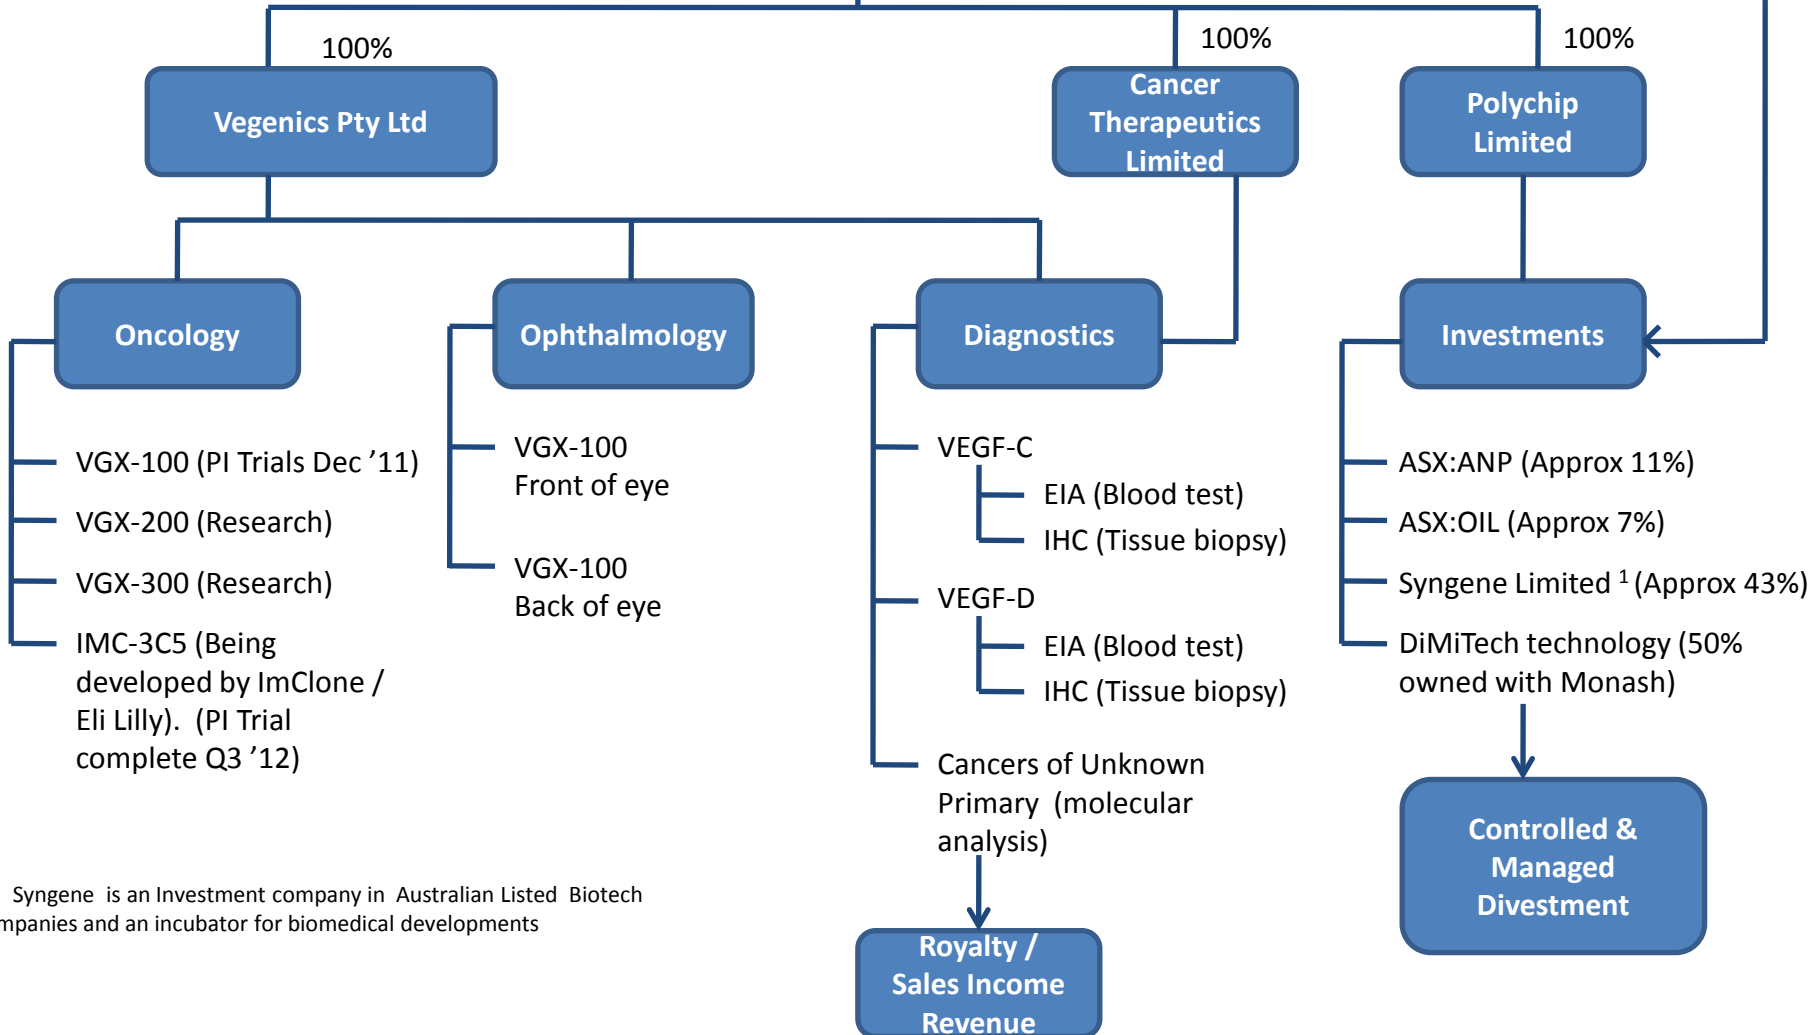 100%
100%
100%
Vegenics Pty Ltd
Cancer
Therapeutics
Limited
Polychip
Limited
Oncology
Ophthalmology
Diagnostics
Investments
VGX-100 (PI Trials Dec ’11)
VGX-200 (Research)
VGX-300 (Research)
IMC-3C5 (Being
developed by ImClone /
Eli Lilly). (PI Trial
complete Q3 ’12)
VGX-100
Front of eye
VGX-100
Back of eye
VEGF-C
EIA (Blood test)
IHC (Tissue biopsy)
VEGF-D
EIA (Blood test)
IHC (Tissue biopsy)
Cancers of Unknown
Primary (molecular
analysis)
ASX:ANP (Approx 11%)
ASX:OIL (Approx 7%)
Syngene Limited ¹ (Approx 43%)
DiMiTech technology (50%
owned with Monash)
Controlled &
Managed
Divestment
Royalty /
Sales Income
Revenue
Syngene is an Investment company in Australian Listed Biotech
mpanies and an incubator for biomedical developments